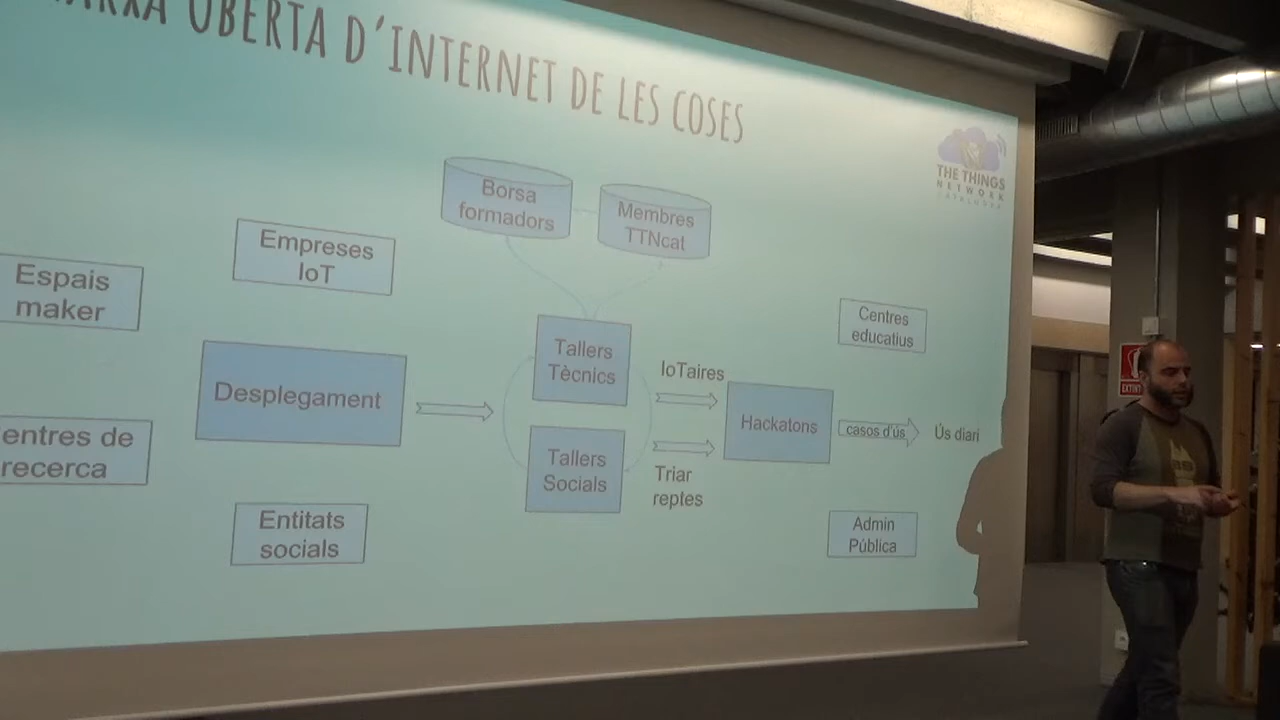 OBERTA D'INTERNET DE LES COSES
THE THINGS
NETWORK
Borsa
formadors
Membres
TTNcat
Empreses
IoT
Espais
maker
Centres
educatius
Tallers
Tècnics
IoTaires
Desplegament
Hackatons
casos d'ús
Ús diari
entres de
recerca
Tallers
Socials
Triar
reptes
Entitats
socials
Admin
Pública